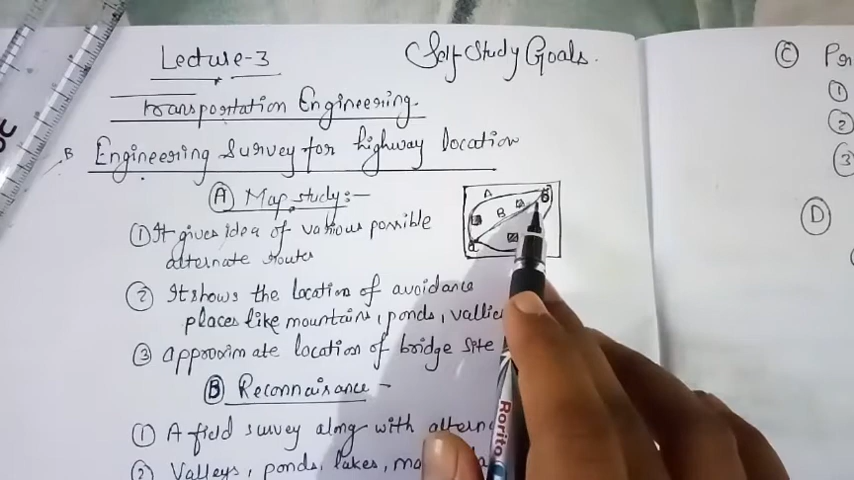 Lecture-3
Self Study Goals.
Transportation Engineering.
B Engineering Survey for highway location
Ⓐ Map study:-
① It gives idea of various possible
alternate routes
② It shows the location of avoidance
places like mountains, ponds,
③ approximate location of bridge site
Ⓑ Reconnaisance -
① A field survey along with
② Valleys, ponds, lakes,
A
B
B
a
Rorito
Ⓒ
①
②
③
Ⓓ